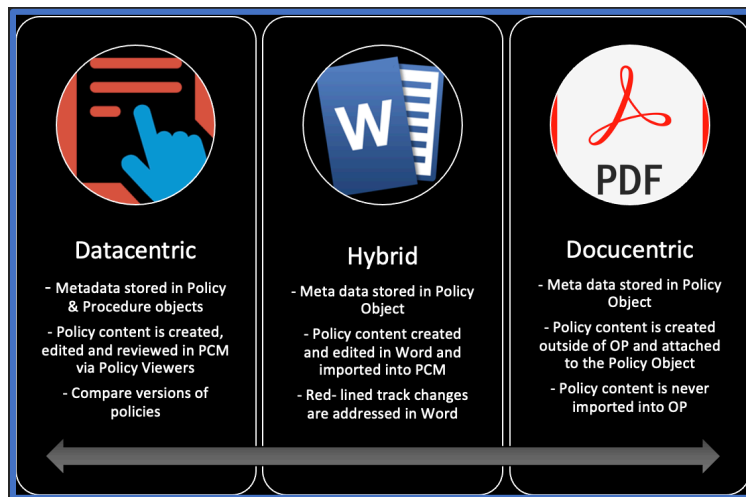 Datacentric
- Metadata stored in Policy
& Procedure objects
- Policy content is created,
edited and reviewed in PCM
via Policy Viewers
- Compare versions of
policies
W
Hybrid
- Meta data stored in Policy
Object
- Policy content created
and edited in Word and
imported into PCM
- Red- lined track changes
are addressed in Word
PDF
Docucentric
- Meta data stored in Policy
Object
- Policy content is created
outside of OP and attached
to the Policy Object
- Policy content is never
imported into OP